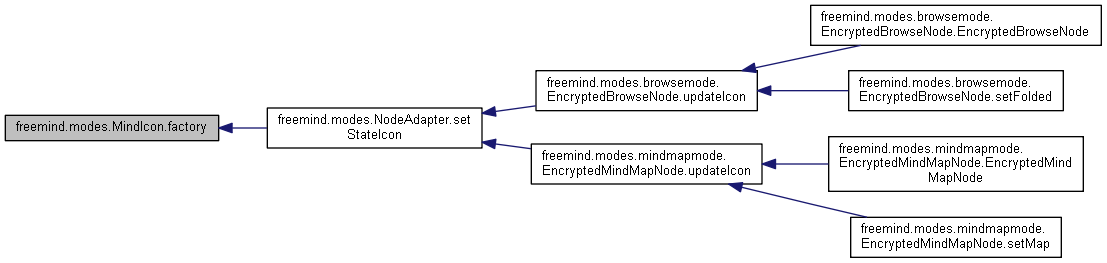 freemind.modes.MindIcon.factory
freemind.modes.NodeAdapter.set
StateIcon
freemind.modes.browsemode.
EncryptedBrowseNode.updateIcon
freemind.modes.mindmapmode.
EncryptedMindMapNode.updateIcon
freemind.modes.browsemode.
EncryptedBrowseNode.EncryptedBrowseNode
freemind.modes.browsemode.
EncryptedBrowseNode.setFolded
freemind.modes.mindmapmode.
EncryptedMindMapNode.EncryptedMind
MapNode
freemind.modes.mindmapmode.
EncryptedMindMapNode.setMap